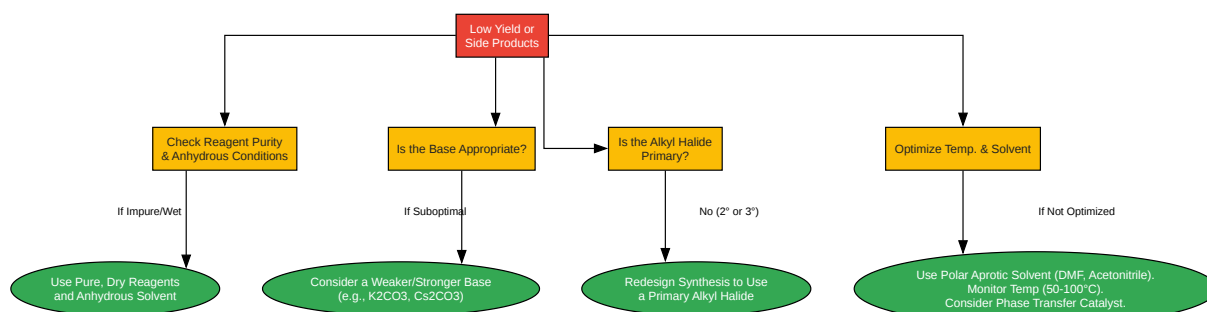 Low Yield or
Side Products
Check Reagent Purity
& Anhydrous Conditions
Is the Base Appropriate?
Is the Alkyl Halide
Primary?
Optimize Temp. & Solvent
If Impure/Wet
If Suboptimal
No (2° or 3°)
If Not Optimized
Use Pure, Dry Reagents
and Anhydrous Solvent
Consider a Weaker/Stronger Base
(e.g., K2CO3, Cs2CO3)
Redesign Synthesis to Use
a Primary Alkyl Halide
Use Polar Aprotic Solvent (DMF, Acetonitrile).
Monitor Temp (50-100°C).
Consider Phase Transfer Catalyst.